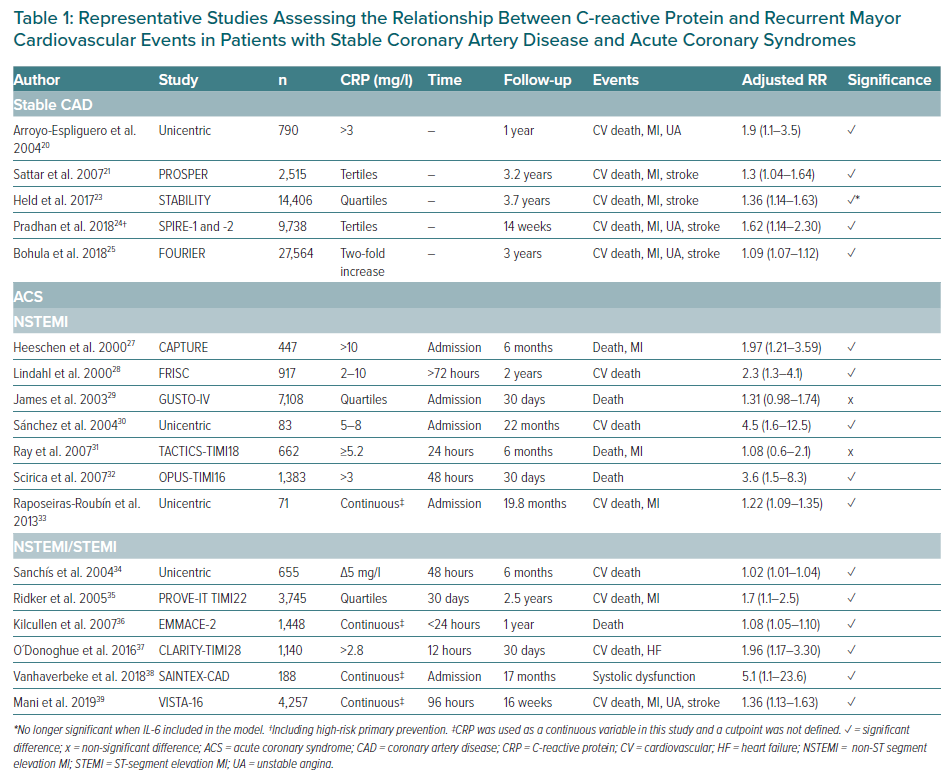 Table 1: Representative Studies Assessing the Relationship Between C-reactive Protein and Recurrent Mayor
Cardiovascular Events in Patients with Stable Coronary Artery Disease and Acute Coronary Syndromes
Author Study n CRP (mg/l) Time Follow-up Events Adjusted RR Significance
Stable CAD
Arroyo-Espliguero et al. 2004²⁰ Unicentric 790 >3 – 1 year CV death, MI, UA 1.9 (1.1–3.5) ✓
Sattar et al. 2007²¹ PROSPER 2,515 Tertiles – 3.2 years CV death, MI, stroke 1.3 (1.04–1.64) ✓
Held et al. 2017²³ STABILITY 14,406 Quartiles – 3.7 years CV death, MI, stroke 1.36 (1.14–1.63) ✓*
Pradhan et al. 2018²⁴† SPIRE-1 and -2 9,738 Tertiles – 14 weeks CV death, MI, UA, stroke 1.62 (1.14–2.30) ✓
Bohula et al. 2018²⁵ FOURIER 27,564 Two-fold increase – 3 years CV death, MI, UA, stroke 1.09 (1.07–1.12) ✓
ACS
NSTEMI
Heeschen et al. 2000²⁷ CAPTURE 447 >10 Admission 6 months Death, MI 1.97 (1.21–3.59) ✓
Lindahl et al. 2000²⁸ FRISC 917 2–10 >72 hours 2 years CV death 2.3 (1.3–4.1) ✓
James et al. 2003²⁹ GUSTO-IV 7,108 Quartiles Admission 30 days Death 1.31 (0.98–1.74) x
Sánchez et al. 2004³⁰ Unicentric 83 5–8 Admission 22 months CV death 4.5 (1.6–12.5) ✓
Ray et al. 2007³¹ TACTICS-TIMI18 662 ≥5.2 24 hours 6 months Death, MI 1.08 (0.6–2.1) x
Scirica et al. 2007³² OPUS-TIMI16 1,383 >3 48 hours 30 days Death 3.6 (1.5–8.3) ✓
Raposeiras-Roubín et al. 2013³³ Unicentric 71 Continuous‡ Admission 19.8 months CV death, MI 1.22 (1.09–1.35) ✓
NSTEMI/STEMI
Sanchís et al. 2004³⁴ Unicentric 655 Δ5 mg/l 48 hours 6 months CV death 1.02 (1.01–1.04) ✓
Ridker et al. 2005³⁵ PROVE-IT TIMI22 3,745 Quartiles 30 days 2.5 years CV death, MI 1.7 (1.1–2.5) ✓
Kilcullen et al. 2007³⁶ EMMACE-2 1,448 Continuous‡ <24 hours 1 year Death 1.08 (1.05–1.10) ✓
O´Donoghue et al. 2016³⁷ CLARITY-TIMI28 1,140 >2.8 12 hours 30 days CV death, HF 1.96 (1.17–3.30) ✓
Vanhaverbeke et al. 2018³⁸ SAINTEX-CAD 188 Continuous‡ Admission 17 months Systolic dysfunction 5.1 (1.1–23.6) ✓
Mani et al. 2019³⁹ VISTA-16 4,257 Continuous‡ 96 hours 16 weeks CV death, MI, UA, stroke 1.36 (1.13–1.63) ✓
*No longer significant when IL-6 included in the model. †Including high-risk primary prevention. ‡CRP was used as a continuous variable in this study and a cutpoint was not defined. ✓ = significant
difference; x = non-significant difference; ACS = acute coronary syndrome; CAD = coronary artery disease; CRP = C-reactive protein; CV = cardiovascular; HF = heart failure; NSTEMI = non-ST segment
elevation MI; STEMI = ST-segment elevation MI; UA = unstable angina.